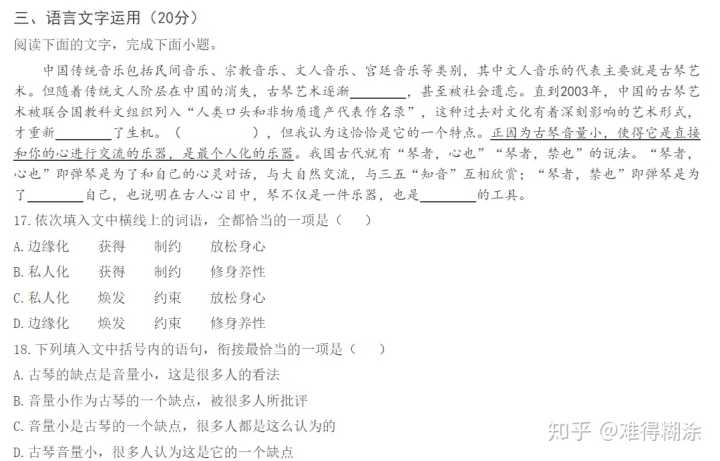 三、语言文字运用（20分）
阅读下面的文字，完成下面小题。
中国传统音乐包括民间音乐、宗教音乐、文人音乐、宫廷音乐等类别，其中文人音乐的代表主要就是古琴艺
术。但随着传统文人阶层在中国的消失，古琴艺术逐渐________，甚至被社会遗忘。直到2003年，中国的古琴艺
术被联合国教科文组织列入“人类口头和非物质遗产代表作名录”，这种过去对文化有着深刻影响的艺术形式，
才重新________了生机。（          ），但我认为这恰恰是它的一个特点。正因为古琴音量小，使得它是直接
和你的心进行交流的乐器，是最个人化的乐器。我国古代就有“琴者，心也”“琴者，禁也”的说法。“琴者，
心也”即弹琴是为了和自己的心灵对话，与大自然交流，与三五“知音”互相欣赏；“琴者，禁也”即弹琴是为
了________自己，也说明在古人心目中，琴不仅是一件乐器，也是________的工具。
17.依次填入文中横线上的词语，全都恰当的一项是（     ）
A.边缘化    获得    制约    放松身心
B.私人化    获得    制约    修身养性
C.私人化    焕发    约束    放松身心
D.边缘化    焕发    约束    修身养性
18.下列填入文中括号内的语句，衔接最恰当的一项是（     ）
A.古琴的缺点是音量小，这是很多人的看法
B.音量小作为古琴的一个缺点，被很多人所批评
C.音量小是古琴的一个缺点，很多人都是这么认为的
D.古琴音量小，很多人认为这是它的一个缺点
知乎 @难得糊涂